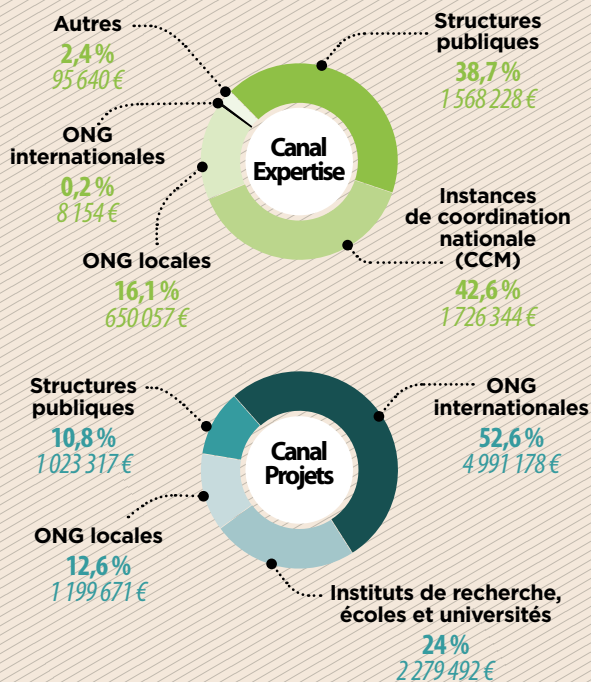 Autres
2,4 %
95 640 €
ONG
internationales
0,2 %
8 154 €
ONG locales
16,1 %
650 057 €
Canal
Expertise
Structures
publiques
38,7 %
1 568 228 €
Instances
de coordination
nationale
(CCM)
42,6 %
1 726 344 €
Structures
publiques
10,8 %
1 023 317 €
ONG locales
12,6 %
1 199 671 €
Canal
Projets
ONG
internationales
52,6 %
4 991 178 €
Instituts de recherche,
écoles et universités
24 %
2 279 492 €